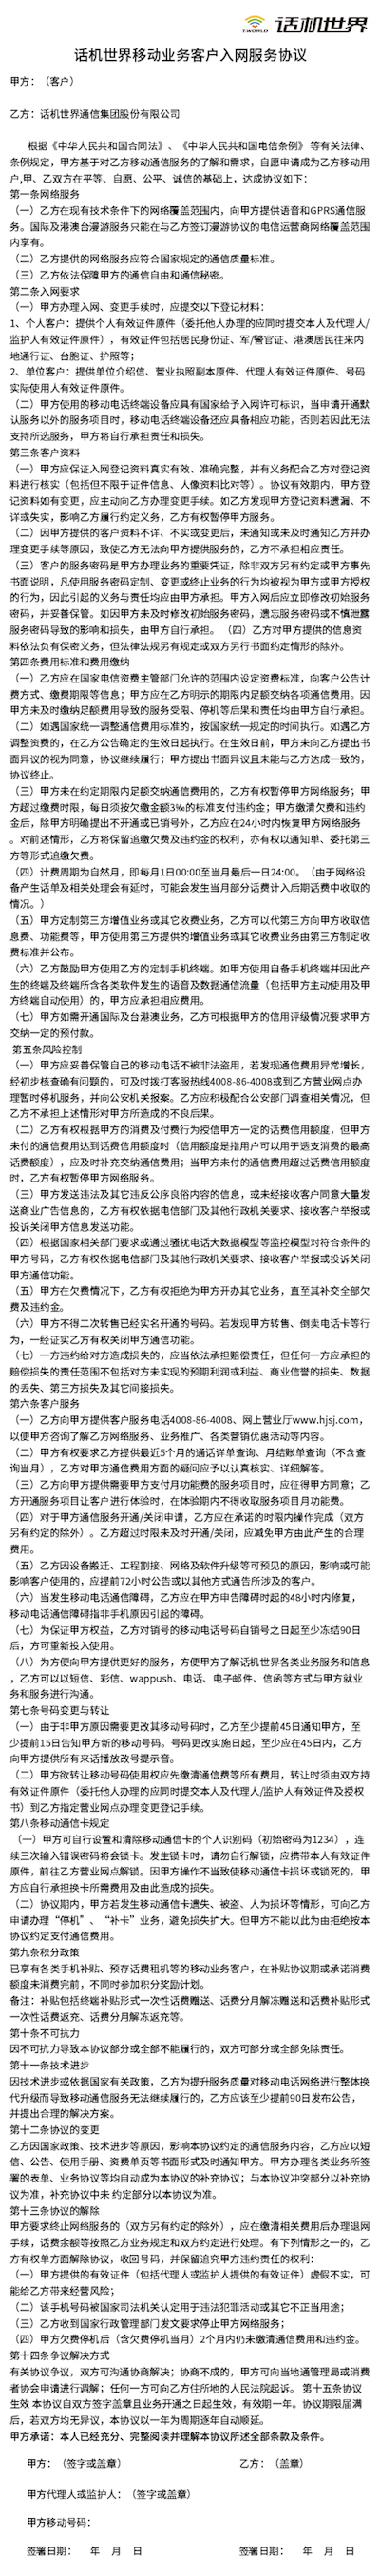 话机世界
T.WORLD
话机世界移动业务客户入网服务协议
甲方：（客户）
乙方：话机世界通信集团股份有限公司
根据《中华人民共和国合同法》、《中华人民共和国电信条例》 等有关法律、
条例规定，甲方基于对乙方移动通信服务的了解和需求，自愿申请成为乙方移动用
户,甲、乙双方在平等、自愿、公平、诚信的基础上，达成协议如下：
第一条网络服务
（一）乙方在现有技术条件下的网络覆盖范围内，向甲方提供语音和GPRS通信服
务。国际及港澳台漫游服务只能在与乙方签订漫游协议的电信运营商网络覆盖范围
内享有。
（二）乙方提供的网络服务应符合国家规定的通信质量标准。
（三）乙方依法保障甲方的通信自由和通信秘密。
第二条入网要求
（一）甲方办理入网、变更手续时，应提交以下登记材料：
1、个人客户：提供个人有效证件原件（委托他人办理的应同时提交本人及代理人/
监护人有效证件原件），有效证件包括居民身份证、军/警官证、港澳居民往来内
地通行证、台胞证、护照等；
2、单位客户：提供单位介绍信、营业执照副本原件、代理人有效证件原件、号码
实际使用人有效证件原件。
（二）甲方使用的移动电话终端设备应具有国家给予入网许可标识，当申请开通默
认服务以外的服务项目时，移动电话终端设备还应具备相应功能，否则若因此无法
支持所选服务，甲方将自行承担责任和损失。
第三条客户资料
（一）甲方应保证入网登记资料真实有效、准确完整，并有义务配合乙方对登记资
料进行核实（包括但不限于证件信息、人像资料比对等）。协议有效期内，甲方登
记资料如有变更，应主动向乙方办理变更手续。如乙方发现甲方登记资料遗漏、不
详或失实，影响乙方履行约定义务，乙方有权暂停甲方服务。
（二）因甲方提供的客户资料不详、不实或变更后，未通知或未及时通知乙方并办
理变更手续等原因，致使乙方无法向甲方提供服务的，乙方不承担相应责任。
（三）客户的服务密码是甲方办理业务的重要凭证，除非双方另有约定或甲方事先
书面说明，凡使用服务密码定制、变更或终止业务的行为均被视为甲方或甲方授权
的行为，因此引起的义务与责任均应由甲方承担。甲方入网后应立即修改初始服务
密码，并妥善保管。如因甲方未及时修改初始服务密码，遗忘服务密码或不慎泄露
服务密码导致的影响和损失，由甲方自行承担。 （四）乙方对甲方提供的信息资
料依法负有保密义务，但法律法规另有规定或双方另行书面约定情形的除外。
第四条费用标准和费用缴纳
（一）乙方应在国家电信资费主管部门允许的范围内设定资费标准，向客户公告计
费方式、缴费期限等信息；甲方应在乙方明示的期限内足额交纳各项通信费用。因
甲方未及时缴纳足额费用导致的服务受限、停机等后果和责任均由甲方自行承担。
（二）如遇国家统一调整通信费用标准的，按国家统一规定的时间执行。如遇乙方
调整资费的，在乙方公告确定的生效日起执行。在生效日前，甲方未向乙方提出书
面异议的视为同意，协议继续履行；甲方提出书面异议且未能与乙方达成一致的，
协议终止。
（三）甲方未在约定期限内足额交纳通信费用的，乙方有权暂停甲方网络服务；甲
方超过缴费时限，每日须按欠缴金额3‰的标准支付违约金；甲方缴清欠费和违约
金后，除甲方明确提出不开通或已销号外，乙方应在24小时内恢复甲方网络服务
。对前述情形，乙方将保留追缴欠费及违约金的权利，亦有权以通知单、委托第三
方等形式追缴欠费。
（四）计费周期为自然月，即每月1日00:00至当月最后一日24:00。（由于网络设
备产生话单及相关处理会有延时，可能会发生当月部分话费计入后期话费中收取的
情况。）
（五）甲方定制第三方增值业务或其它收费业务，乙方可以代第三方向甲方收取信
息费、功能费等，甲方使用第三方提供的增值业务或其它收费业务由第三方制定收
费标准并公布。
（六）乙方鼓励甲方使用乙方的定制手机终端。如甲方使用自备手机终端并因此产
生的终端及终端所含各类软件发生的语音及数据通信流量（包括甲方主动使用及甲
方终端自动使用）的，甲方应承担相应费用。
（七）甲方如需开通国际及台港澳业务，乙方可根据甲方的信用评级情况要求甲方
交纳一定的预付款。
第五条风险控制
（一）甲方应妥善保管自己的移动电话不被非法盗用，若发现通信费用异常增长，
经初步核查确有问题的，可及时拨打客服热线4008-86-4008或到乙方营业网点办
理暂时停机服务，并向公安机关报案。乙方应积极配合公安部门调查相关情况，但
乙方不承担上述情形对甲方所造成的不良后果。
（二）乙方有权根据甲方的消费及付费行为授信甲方一定的话费信用额度，但甲方
未付的通信费用达到话费信用额度时（信用额度是指用户可以用于透支消费的最高
话费额度），应及时补充交纳通信费用；当甲方未付的通信费用超过话费信用额度
时，乙方有权暂停甲方网络服务。
（三）甲方发送违法及其它违反公序良俗内容的信息，或未经接收客户同意大量发
送商业广告信息的，乙方有权依据电信部门及其他行政机关要求、接收客户举报或
投诉关闭甲方信息发送功能。
（四）根据国家相关部门要求或通过骚扰电话大数据模型等监控模型对符合条件的
甲方号码，乙方有权依据电信部门及其他行政机关要求、接收客户举报或投诉关闭
甲方通信功能。
（五）甲方在欠费情况下，乙方有权拒绝为甲方开办其它业务，直至其补交全部欠
费及违约金。
（六）甲方不得二次转售已经实名开通的号码。若发现甲方转售、倒卖电话卡等行
为，一经证实乙方有权关闭甲方通信功能。
（七）一方违约给对方造成损失的，应当依法承担赔偿责任，但任何一方应承担的
赔偿损失的责任范围不包括对方未实现的预期利润或利益、商业信誉的损失、数据
的丢失、第三方损失及其它间接损失。
第六条客户服务
（一）乙方向甲方提供客户服务电话4008-86-4008、网上营业厅www.hjsj.com，
以便甲方咨询了解乙方网络服务、业务推广、各类营销优惠活动等内容。
（二）甲方有权要求乙方提供最近5个月的通话详单查询、月结账单查询（不含查
询当月），乙方对甲方通信费用方面的疑问应予以认真核实、详细解答。
（三）乙方向甲方提供需要甲方支付月功能费的服务项目时，应征得甲方同意；乙
方开通服务项目让客户进行体验时，在体验期内不得收取服务项目月功能费。
（四）对于甲方通信服务开通/关闭申请，乙方应在承诺的时限内操作完成（双方
另有约定的除外）。乙方超过时限未及时开通/关闭，应减免甲方由此产生的合理
费用。
（五）乙方因设备搬迁、工程割接、网络及软件升级等可预见的原因，影响或可能
影响客户使用的，应提前72小时公告或以其他方式通告所涉及的客户。
（六）当发生移动电话通信障碍，乙方应在甲方申告障碍时起的48小时内修复，
移动电话通信障碍指非手机原因引起的障碍。
（七）为保证甲方权益，乙方对销号的移动电话号码自销号之日起至少冻结90日
后，方可重新投入使用。
（八）为方便向甲方提供更好的服务，方便甲方了解话机世界各类业务服务和信息
，乙方可以以短信、彩信、wappush、电话、电子邮件、信函等方式与甲方就业
务和服务进行沟通。
第七条号码变更与转让
（一）由于非甲方原因需要更改其移动号码时，乙方至少提前45日通知甲方，至
少提前15日告知甲方新的移动号码。号码更改实施日起，至少应在45日内，乙方
向甲方提供所有来话播放改号提示音。
（二）甲方欲转让移动号码使用权应先缴清通信费等所有费用，转让时须由双方持
有效证件原件（委托他人办理的应同时提交本人及代理人/监护人有效证件及授权
书）到乙方指定营业网点办理变更登记手续。
第八条移动通信卡规定
（一）甲方可自行设置和清除移动通信卡的个人识别码（初始密码为1234），连
续三次输入错误密码将会锁卡。发生锁卡时，请勿自行解锁，应携带本人有效证件
原件，前往乙方营业网点解锁。因甲方操作不当致使移动通信卡损坏或锁死的，甲
方应自行承担换卡所需费用及由此造成的损失。
（二）协议期内，甲方若发生移动通信卡遗失、被盗、人为损坏等情形，可向乙方
申请办理“停机”、“补卡”业务，避免损失扩大。但甲方不能以此为由拒绝按本
协议约定支付通信费用。
第九条积分政策
已享有各类手机补贴、预存话费租机等的移动业务客户，在补贴协议期或承诺消费
额度未消费完前，不同时参加积分奖励计划。
备注：补贴包括终端补贴形式一次性话费赠送、话费分月解冻赠送和话费补贴形式
一次性话费返充、话费分月解冻返充等。
第十条不可抗力
因不可抗力导致本协议部分或全部不能履行的，双方可部分或全部免除责任。
第十一条技术进步
因技术进步或依据国家有关政策，乙方为提升服务质量对移动电话网络进行整体换
代升级而导致移动通信服务无法继续履行的，乙方应该至少提前90日发布公告，
并提出合理的解决方案。
第十二条协议的变更
乙方因国家政策、技术进步等原因，影响本协议约定的通信服务内容，乙方应以短
信、公告、使用手册、资费单页等书面形式及时通知甲方。甲方办理各类业务所签
署的表单、业务协议等均自动成为本协议的补充协议；与本协议冲突部分以补充协
议为准，补充协议中未 约定部分以本协议为准。
第十三条协议的解除
甲方要求终止网络服务的（双方另有约定的除外），应在缴清相关费用后办理退网
手续，话费余额等按照乙方业务规定和双方约定进行处理。有下列情形之一的，乙
方有权单方面解除协议，收回号码，并保留追究甲方违约责任的权利：
（一）甲方提供的有效证件（包括代理人或监护人提供的有效证件）虚假不实，可
能给乙方带来经营风险；
（二）该手机号码被国家司法机关认定用于违法犯罪活动或其它不正当用途；
（三）乙方收到国家行政管理部门发文要求停止甲方网络服务；
（四）甲方欠费停机后（含欠费停机当月）2个月内仍未缴清通信费用和违约金。
第十四条争议解决方式
有关协议争议，双方可沟通协商解决；协商不成的，甲方可向当地通管理局或消费
者协会申请进行调解；任何一方可向乙方住所地的人民法院起诉。 第十五条协议
生效 本协议自双方签字盖章且业务开通之日起生效，有效期一年。协议期限届满
后，若双方均无异议，本协议以一年为周期逐年自动顺延。
甲方承诺：本人已经充分、完整阅读并理解本协议所述全部条款及条件。
甲方：（签字或盖章） 乙方：（盖章）
甲方代理人或监护人：（签字或盖章）
甲方移动号码：
签署日期： 年 月 日 签署日期： 年 月 日